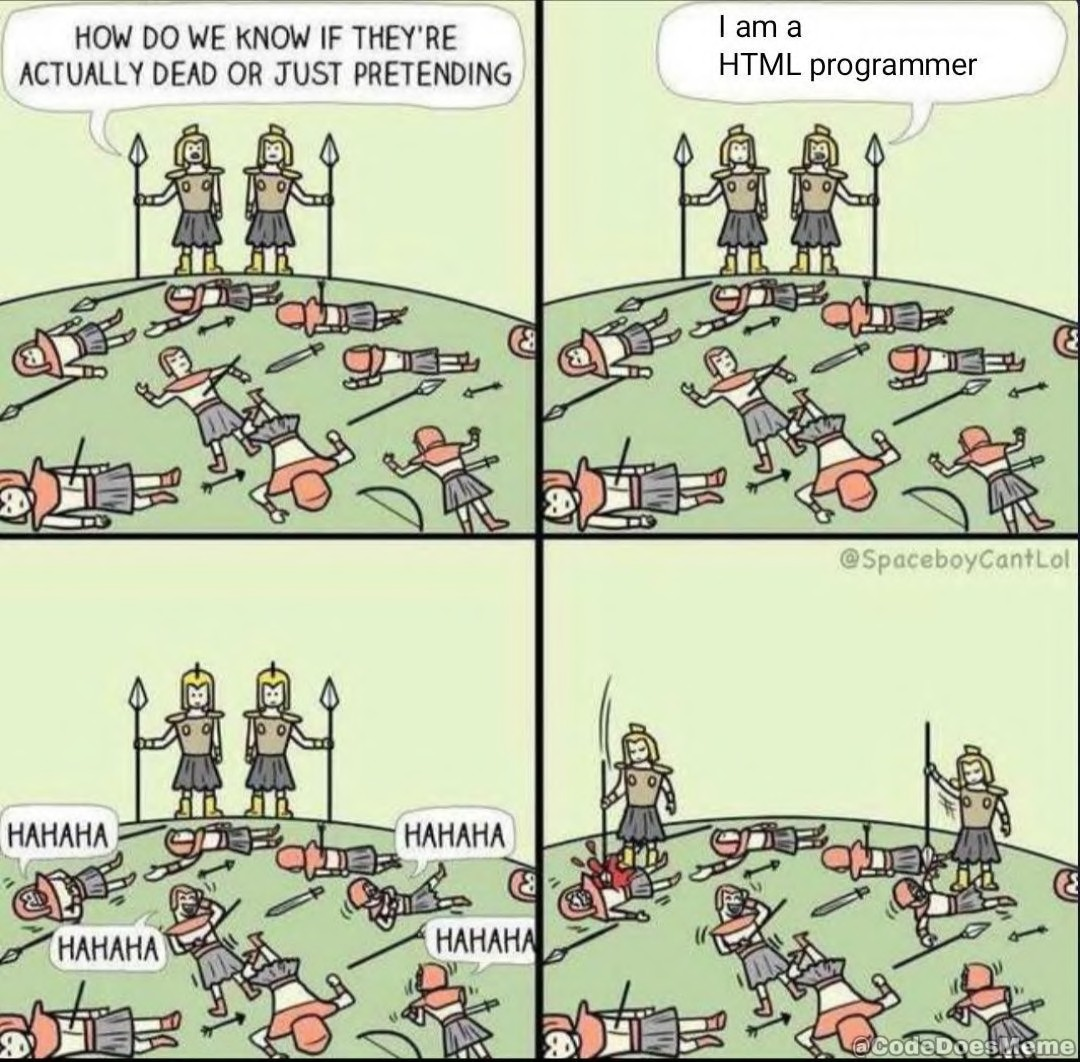 HOW DO WE KNOW IF THEY'RE
ACTUALLY DEAD OR JUST PRETENDING
I am a
HTML programmer
HAHAHA
HAHAHA
HAHAHA
HAHAHA
@SpaceboyCantLol
@CodeDoesMeme